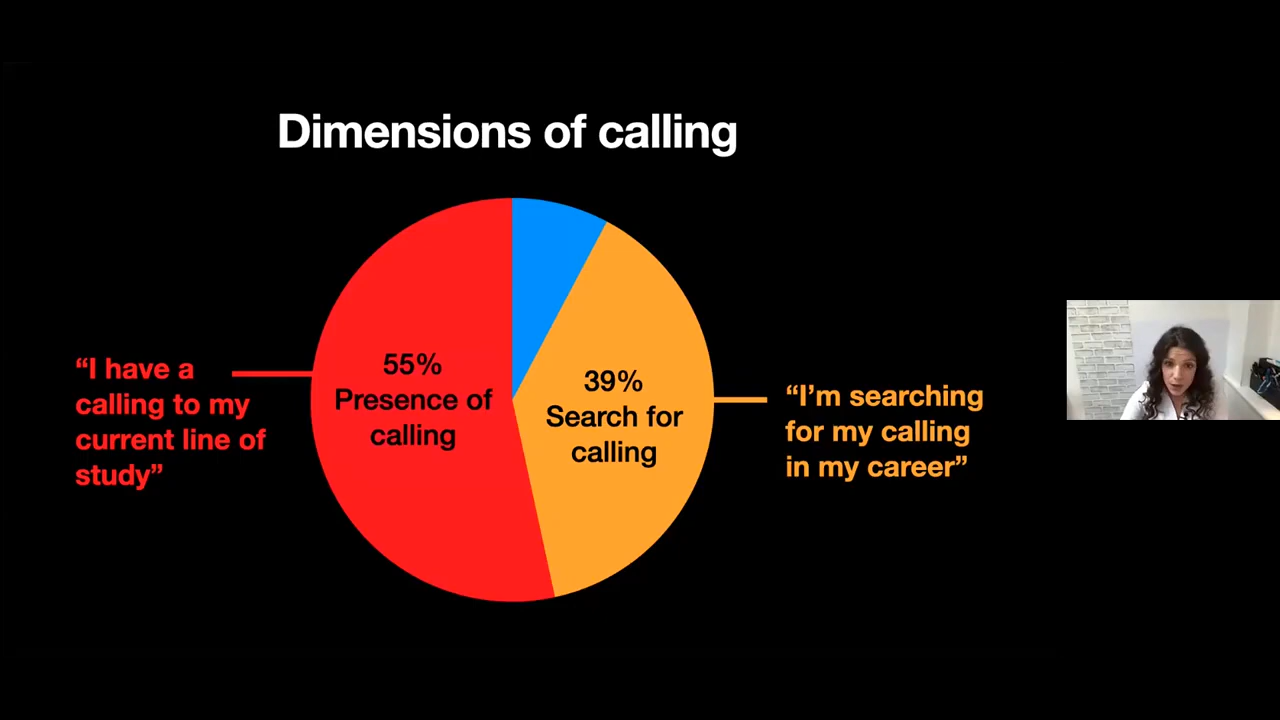 Dimensions of calling
“I have a
calling to my
current line of
study”
55%
Presence of
calling
39%
Search for
calling
“I’m searching
for my calling
in my career”